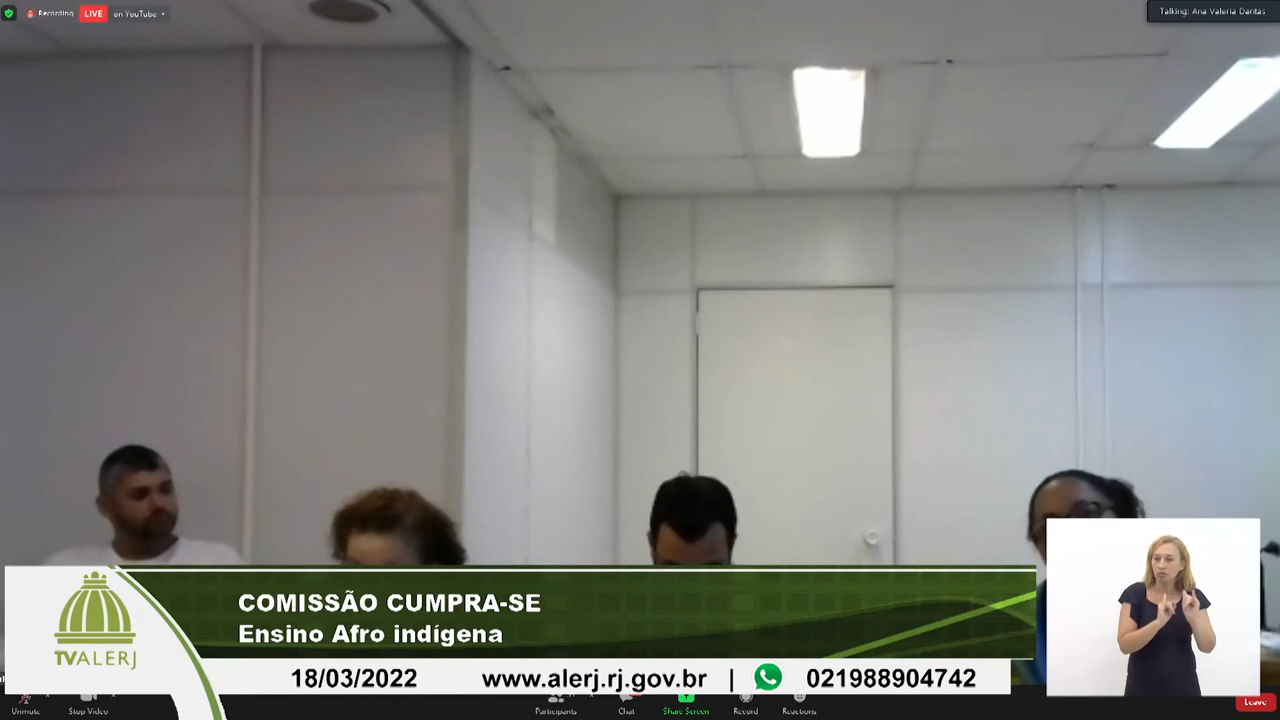 Recording LIVE on YouTube
Talking: Ana Valeria Dantas
COMISSÃO CUMPRA-SE
Ensino Afro indígena
TVALERJ
18/03/2022 www.alerj.rj.gov.br | 021988904742
Unmute Stop Video Participants Chat Share Screen Record Reactions Leave